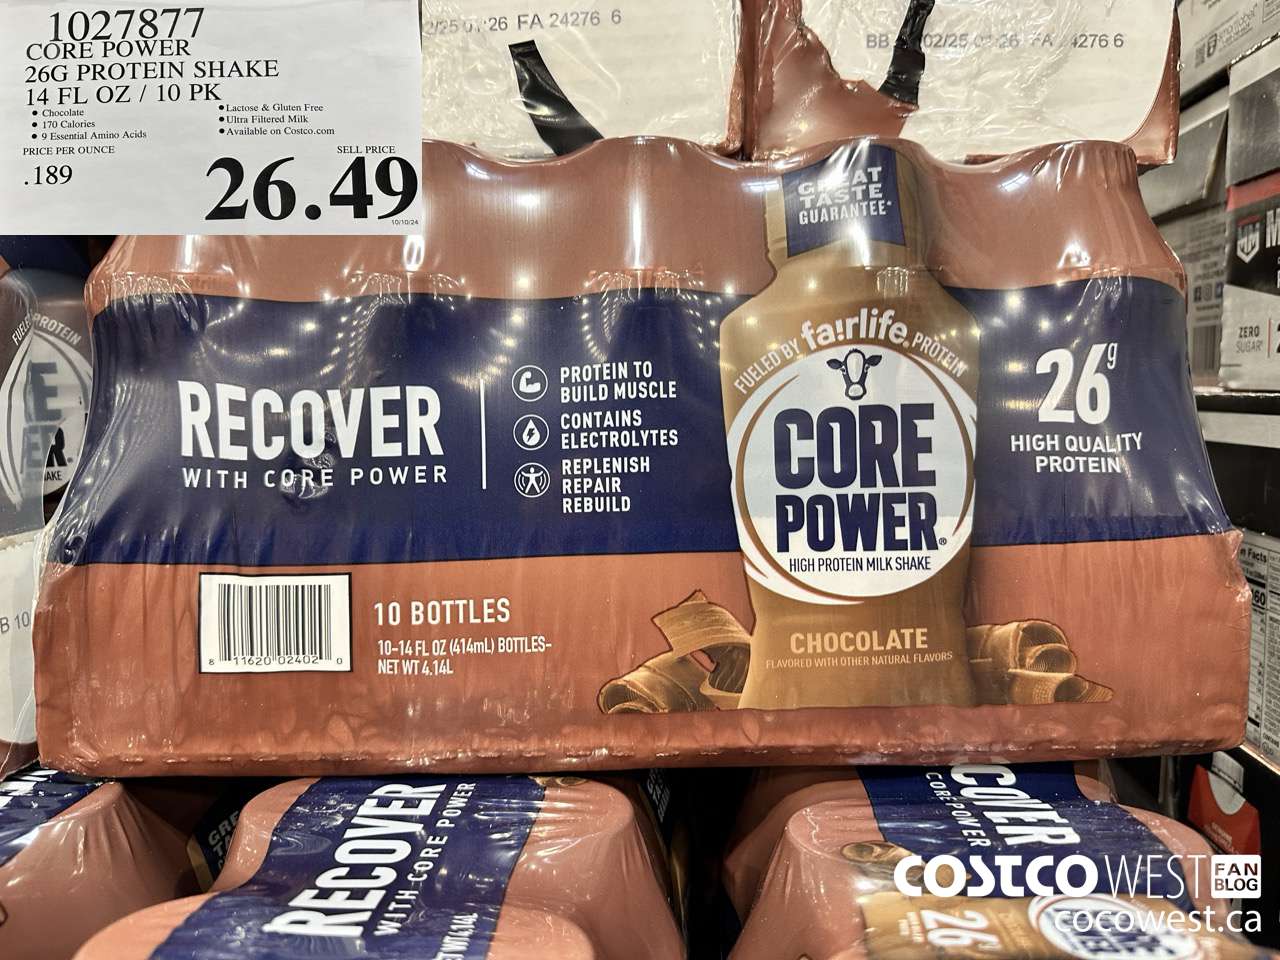 1027877
CORE POWER
26G PROTEIN SHAKE
14 FL OZ / 10 PK
• Chocolate
• 170 Calories
• 9 Essential Amino Acids
• Lactose & Gluten Free
• Ultra Filtered Milk
• Available on Costco.com
PRICE PER OUNCE
.189
SELL PRICE
26.49
10/10/24
FA 24276 6
BB
02/25
GREAT
TASTE
GUARANTEE*
FUELED BY fairlife. PROTEIN
CORE
POWER®
HIGH PROTEIN MILK SHAKE
CHOCOLATE
FLAVORED WITH OTHER NATURAL FLAVORS
RECOVER
WITH CORE POWER
PROTEIN TO
BUILD MUSCLE
CONTAINS
ELECTROLYTES
REPLENISH
REPAIR
REBUILD
26g
HIGH QUALITY
PROTEIN
8 11620 02402 0
10 BOTTLES
10-14 FL OZ (414mL) BOTTLES-
NET WT 4.14L
ZERO
SUGAR
RECOVER
WITH CORE POWER
COVER
CORE POWER
26g
COSTCO WEST FAN BLOG
cocowest.ca